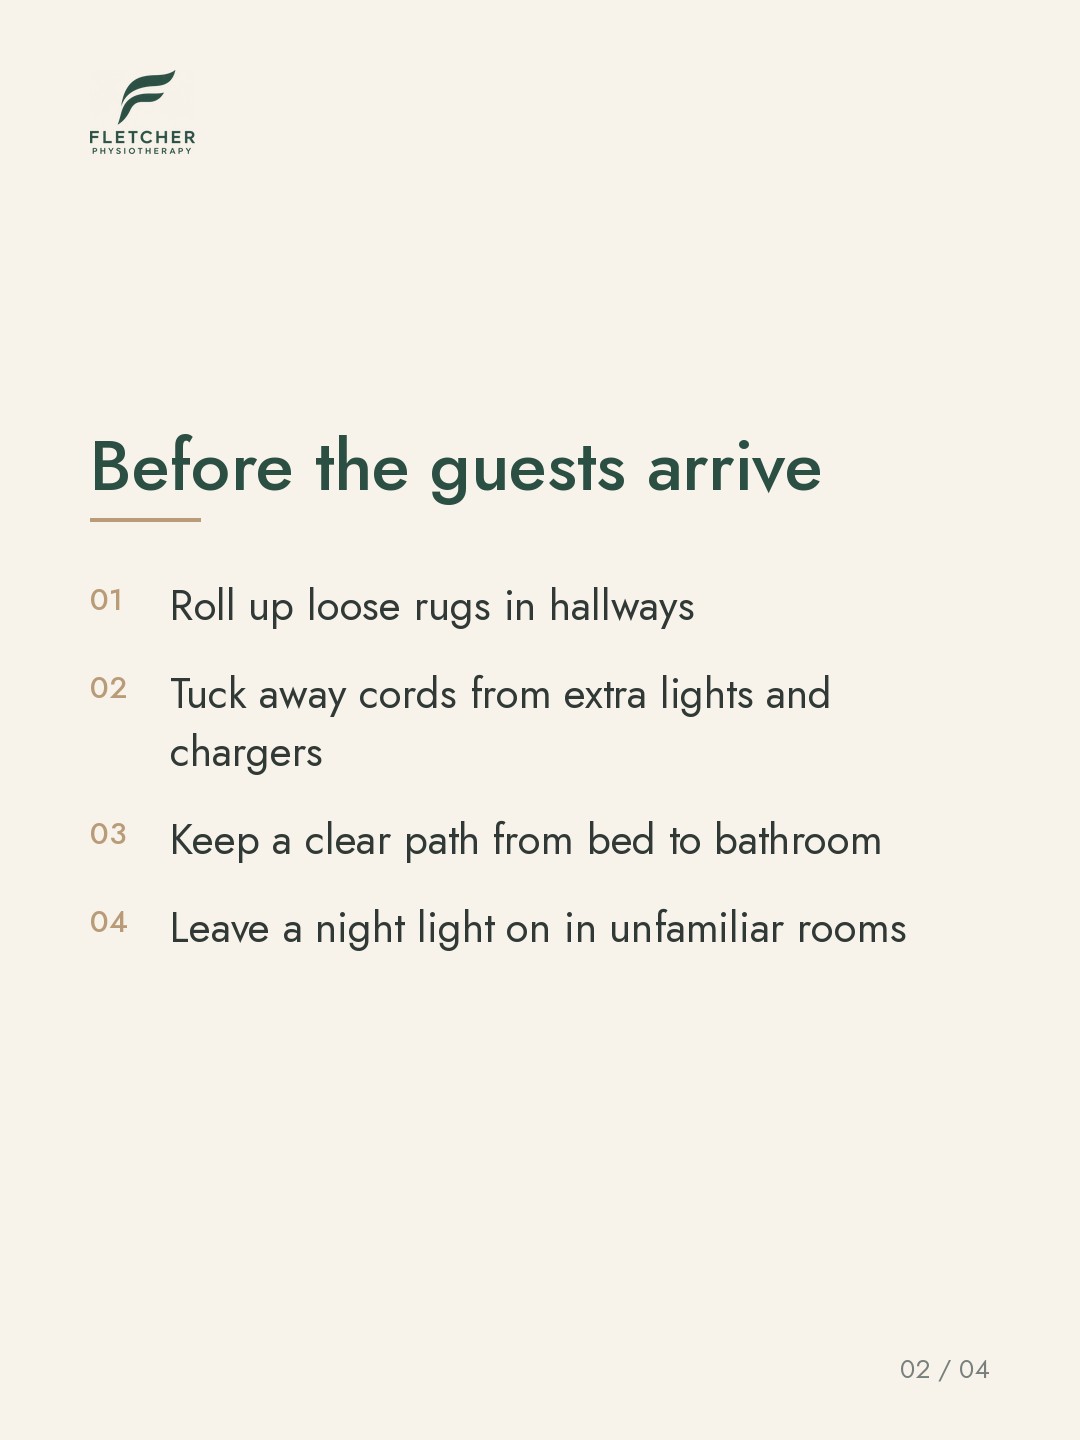 FLETCHER
PHYSIOTHERAPY
Before the guests arrive
01 Roll up loose rugs in hallways
02 Tuck away cords from extra lights and
chargers
03 Keep a clear path from bed to bathroom
04 Leave a night light on in unfamiliar rooms
02 / 04